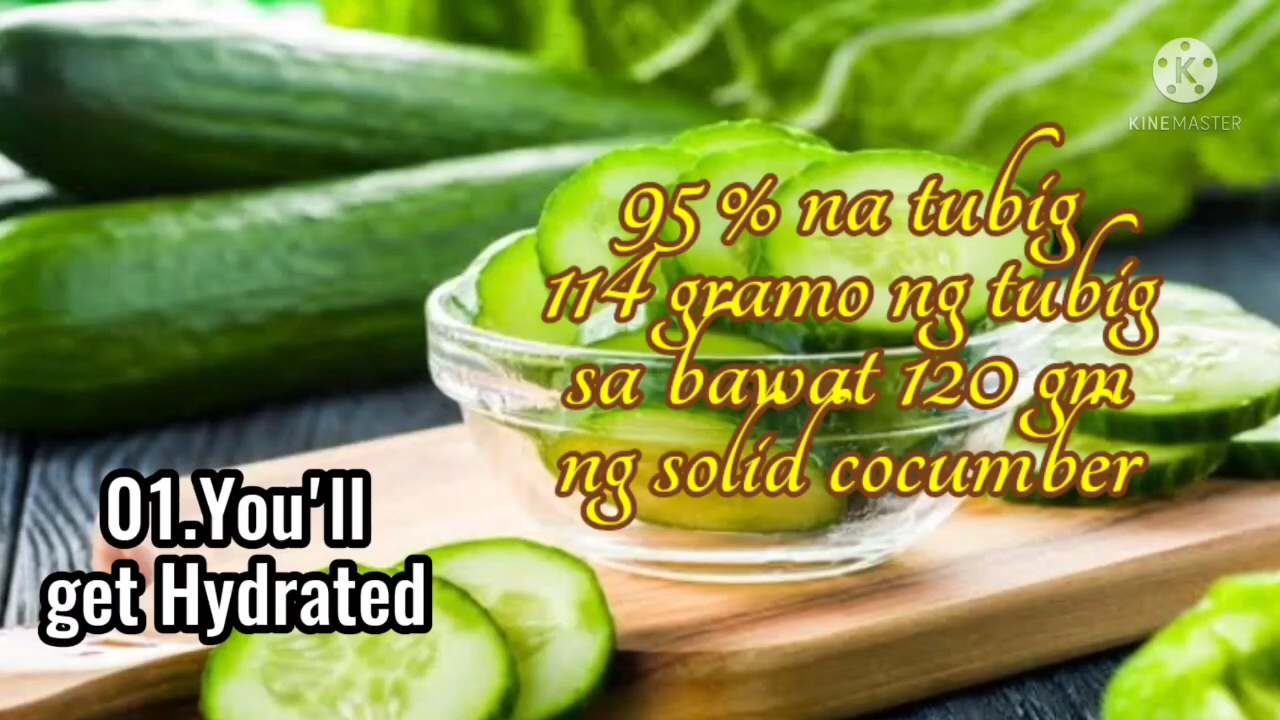 KINEMASTER
95 % na tubig
114 gramo ng tubig
sa bawat 120 gm
ng solid cocumber
01.You'll
get Hydrated